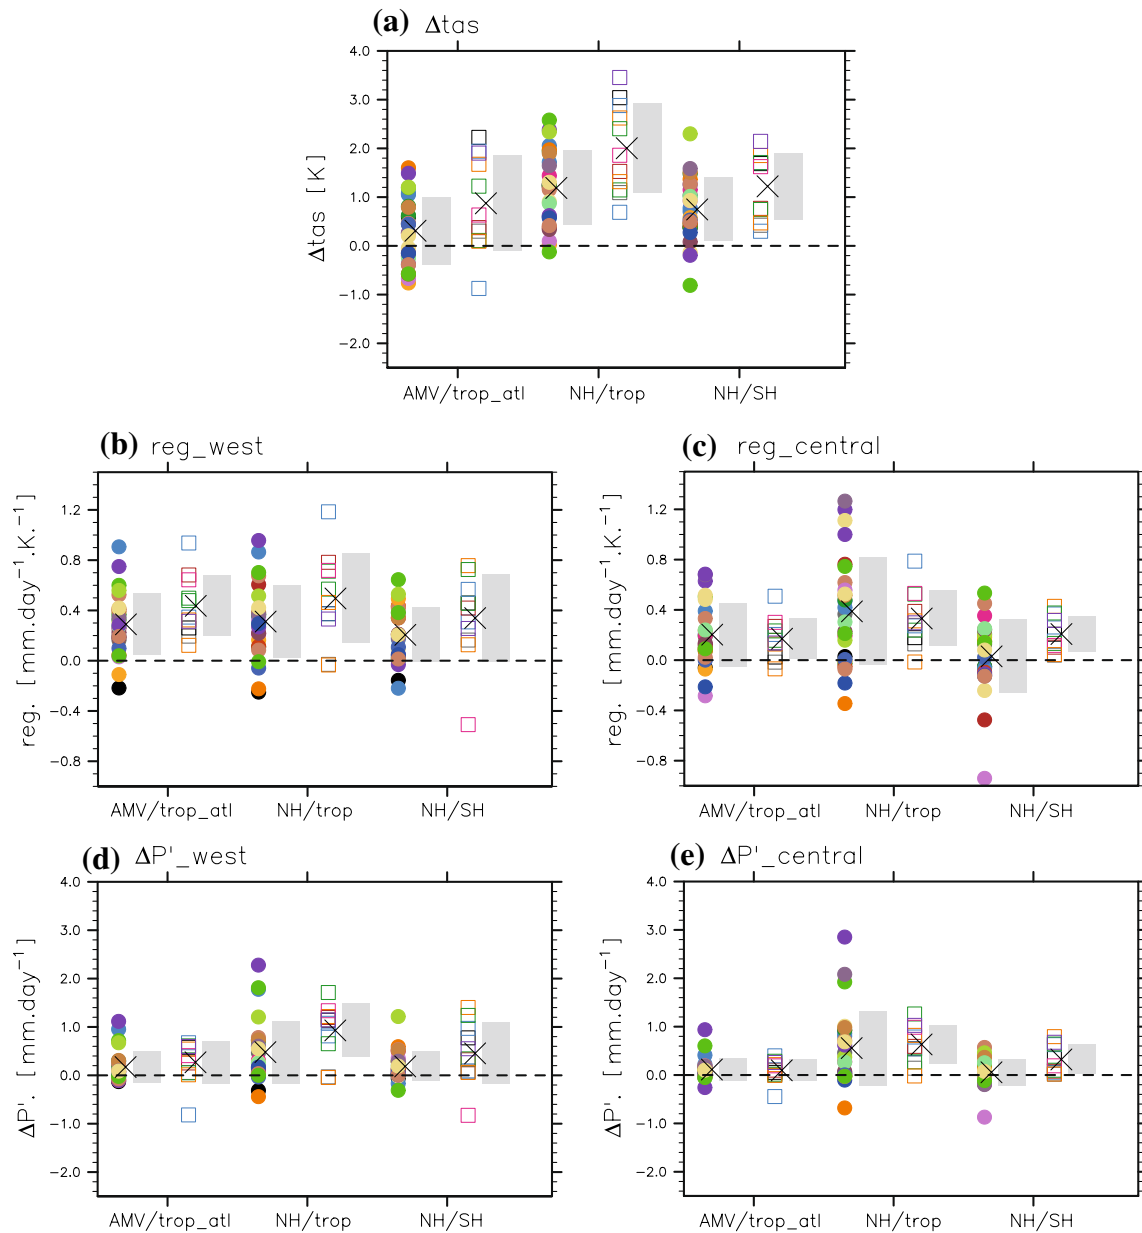 (a) Δtas
4.0
3.0
2.0
1.0
0.0
−1.0
−2.0
Δtas [K]
AMV/trop_atl NH/trop NH/SH
(b) reg_west
1.2
0.8
0.4
0.0
−0.4
−0.8
reg. [mm.day⁻¹.K.⁻¹]
AMV/trop_atl NH/trop NH/SH
(c) reg_central
1.2
0.8
0.4
0.0
−0.4
−0.8
reg. [mm.day⁻¹.K.⁻¹]
AMV/trop_atl NH/trop NH/SH
(d) ΔP'_west
4.0
3.0
2.0
1.0
0.0
−1.0
−2.0
ΔP'. [mm.day⁻¹]
AMV/trop_atl NH/trop NH/SH
(e) ΔP'_central
4.0
3.0
2.0
1.0
0.0
−1.0
−2.0
ΔP'. [mm.day⁻¹]
AMV/trop_atl NH/trop NH/SH